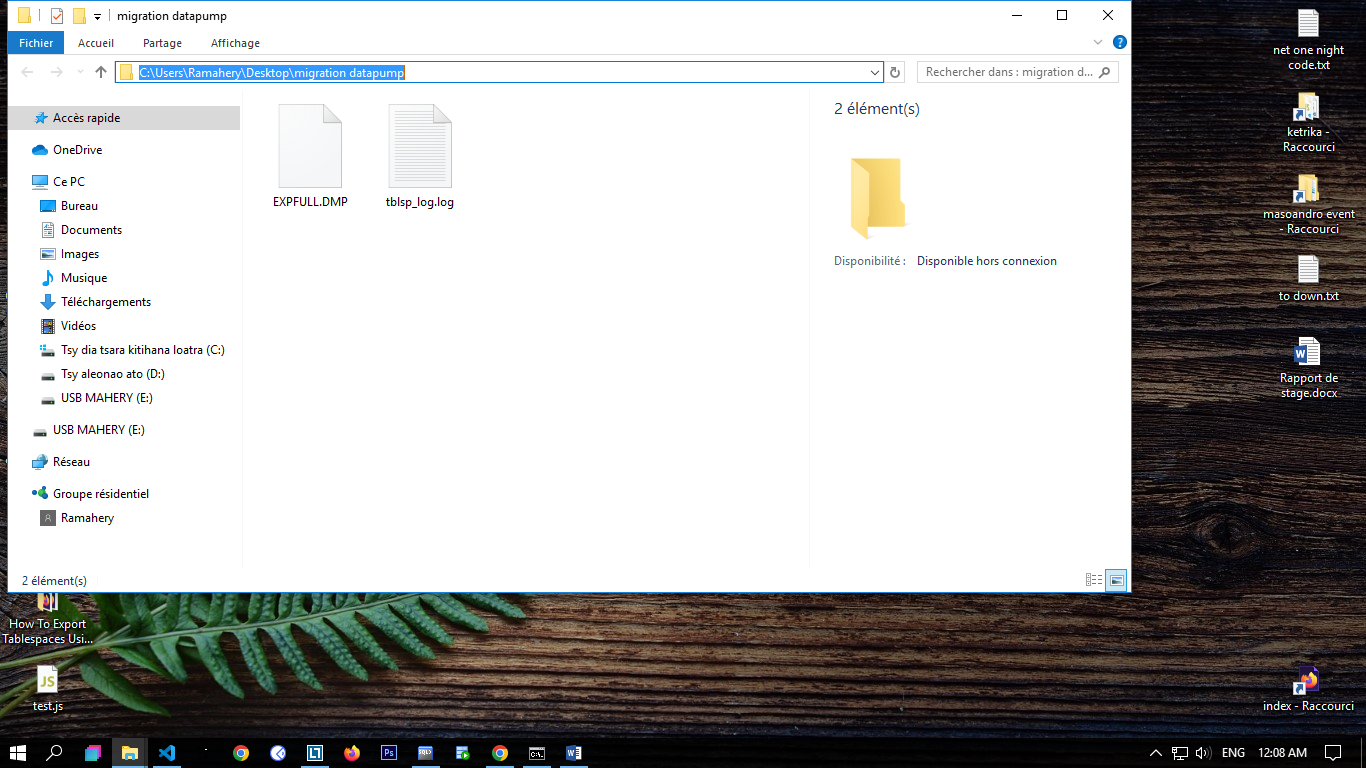 migration datapump
Fichier
Accueil
Partage
Affichage
C:\Users\Ramahery\Desktop\migration datapump
Rechercher dans : migration d...
Accès rapide
OneDrive
Ce PC
Bureau
Documents
Images
Musique
Téléchargements
Vidéos
Tsy dia tsara kitihana loatra (C:)
Tsy aleonao ato (D:)
USB MAHERY (E:)
USB MAHERY (E:)
Réseau
Groupe résidentiel
Ramahery
EXPFULL.DMP
tblsp_log.log
2 élément(s)
Disponibilité :
Disponible hors connexion
2 élément(s)
net one night
code.txt
ketrika -
Raccourci
masoandro event
- Raccourci
to down.txt
W
Rapport de
stage.docx
How To Export
Tablespaces Usi...
JS
test.js
index - Raccourci
LT
Ps
SQL
C:\
W
ENG
12:08 AM